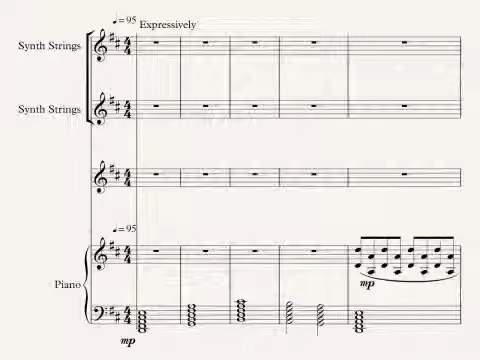 ♩=95 Expressively
Synth Strings
Synth Strings
♩=95
Piano
mp
mp